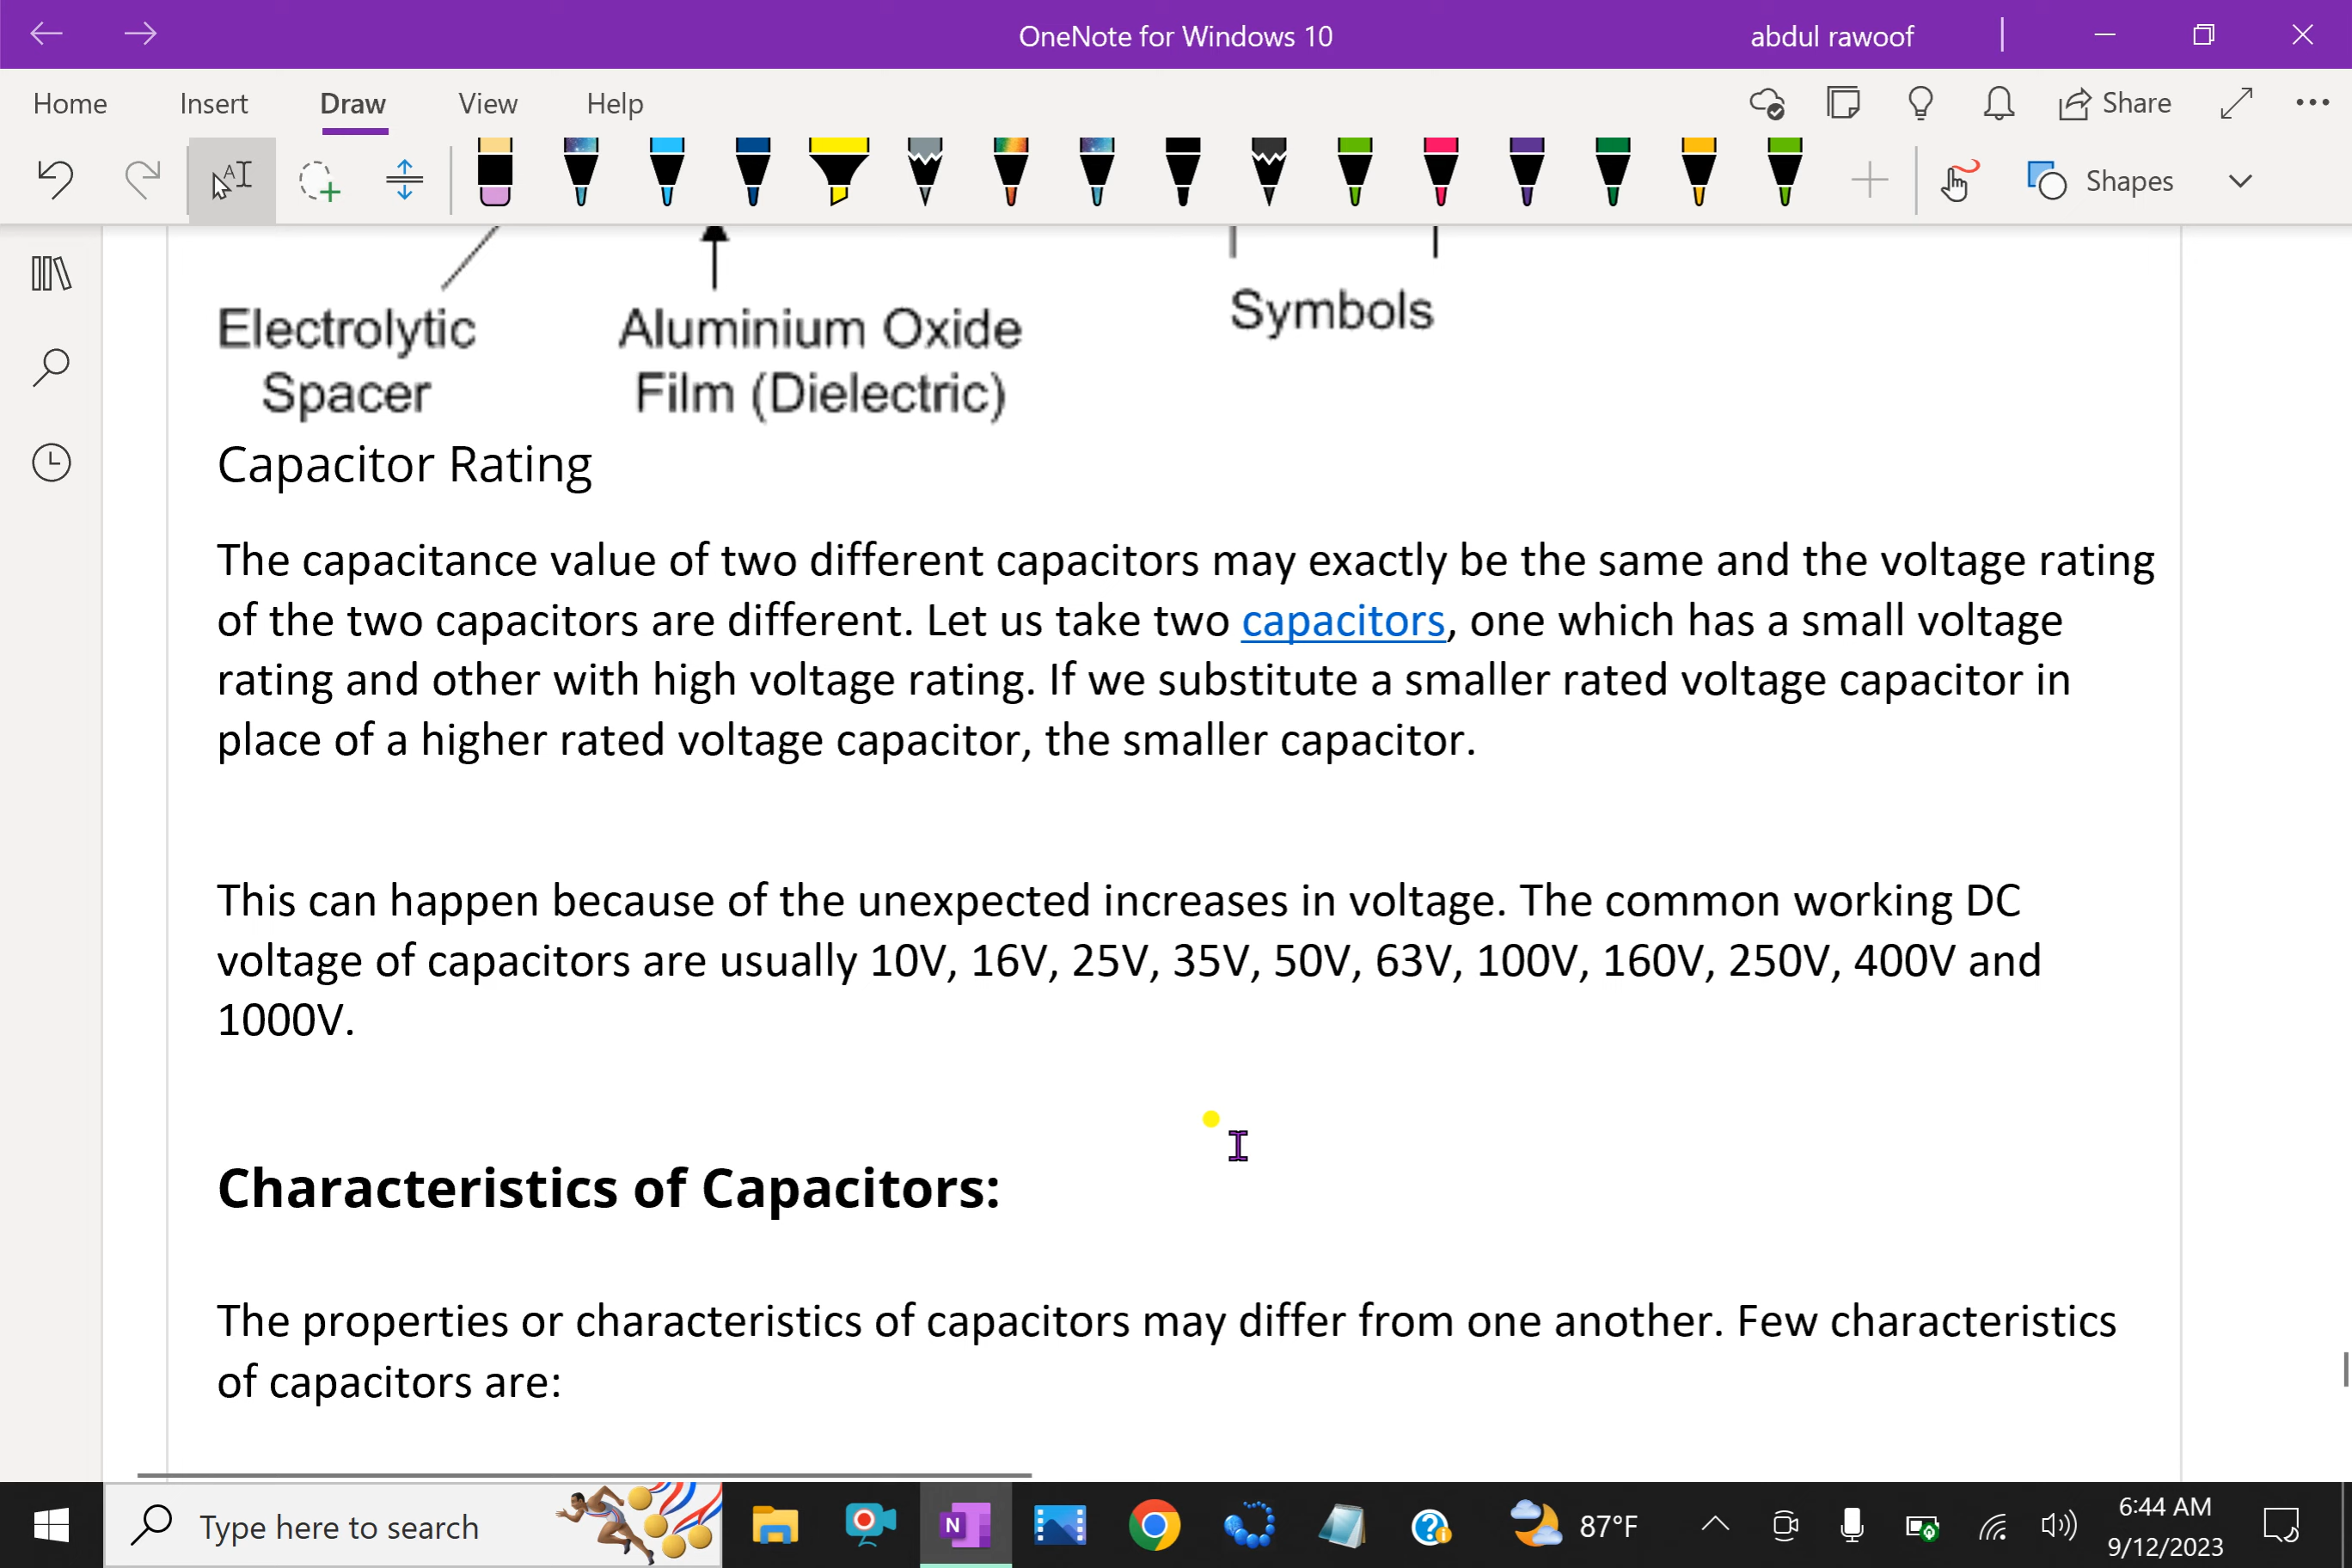 OneNote for Windows 10
abdul rawoof
Home Insert Draw View Help
Share
Shapes
Electrolytic
Spacer
Aluminium Oxide
Film (Dielectric)
Symbols
Capacitor Rating
The capacitance value of two different capacitors may exactly be the same and the voltage rating
of the two capacitors are different. Let us take two capacitors, one which has a small voltage
rating and other with high voltage rating. If we substitute a smaller rated voltage capacitor in
place of a higher rated voltage capacitor, the smaller capacitor.
This can happen because of the unexpected increases in voltage. The common working DC
voltage of capacitors are usually 10V, 16V, 25V, 35V, 50V, 63V, 100V, 160V, 250V, 400V and
1000V.
Characteristics of Capacitors:
The properties or characteristics of capacitors may differ from one another. Few characteristics
of capacitors are:
Type here to search
87°F
6:44 AM
9/12/2023